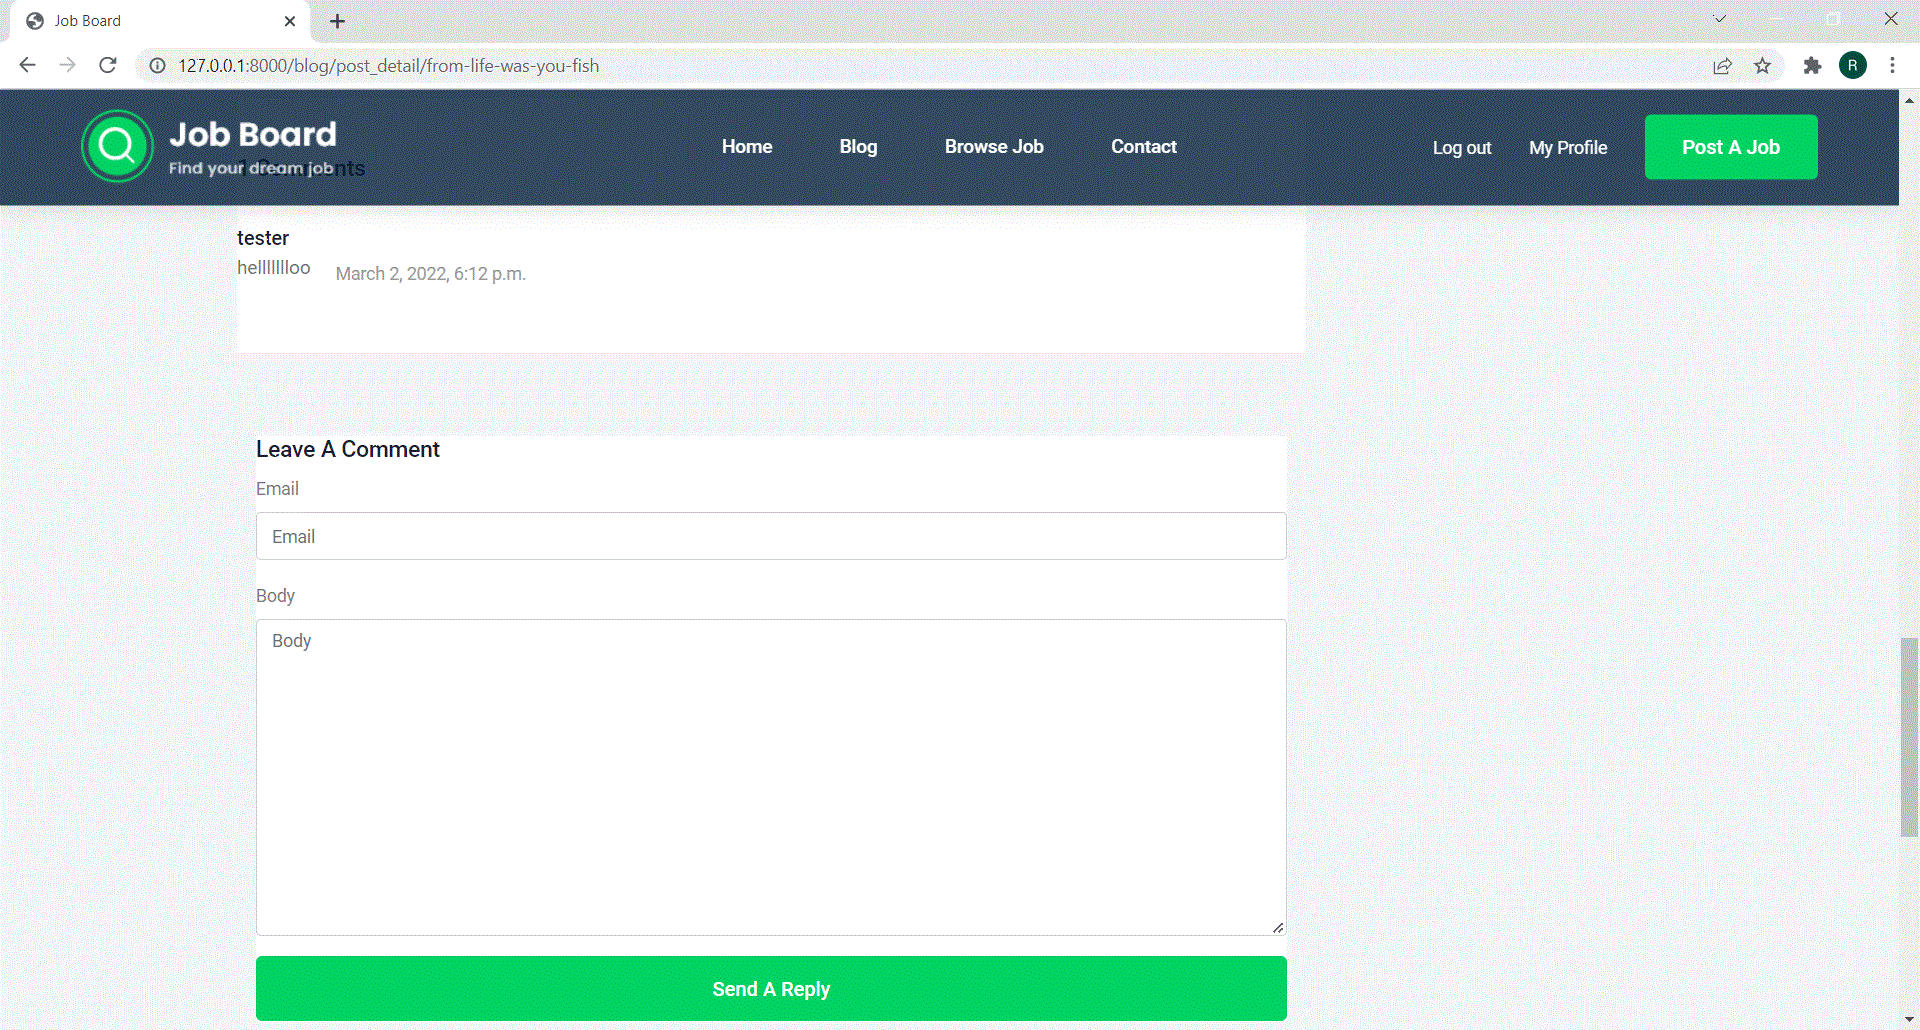 Job Board
127.0.0.1:8000/blog/post_detail/from-life-was-you-fish
R
Job Board
Find your dream job
Home Blog Browse Job Contact
Log out My Profile Post A Job
1 Comments
tester
hellllllloo March 2, 2022, 6:12 p.m.
Leave A Comment
Email
Email
Body
Body
Send A Reply